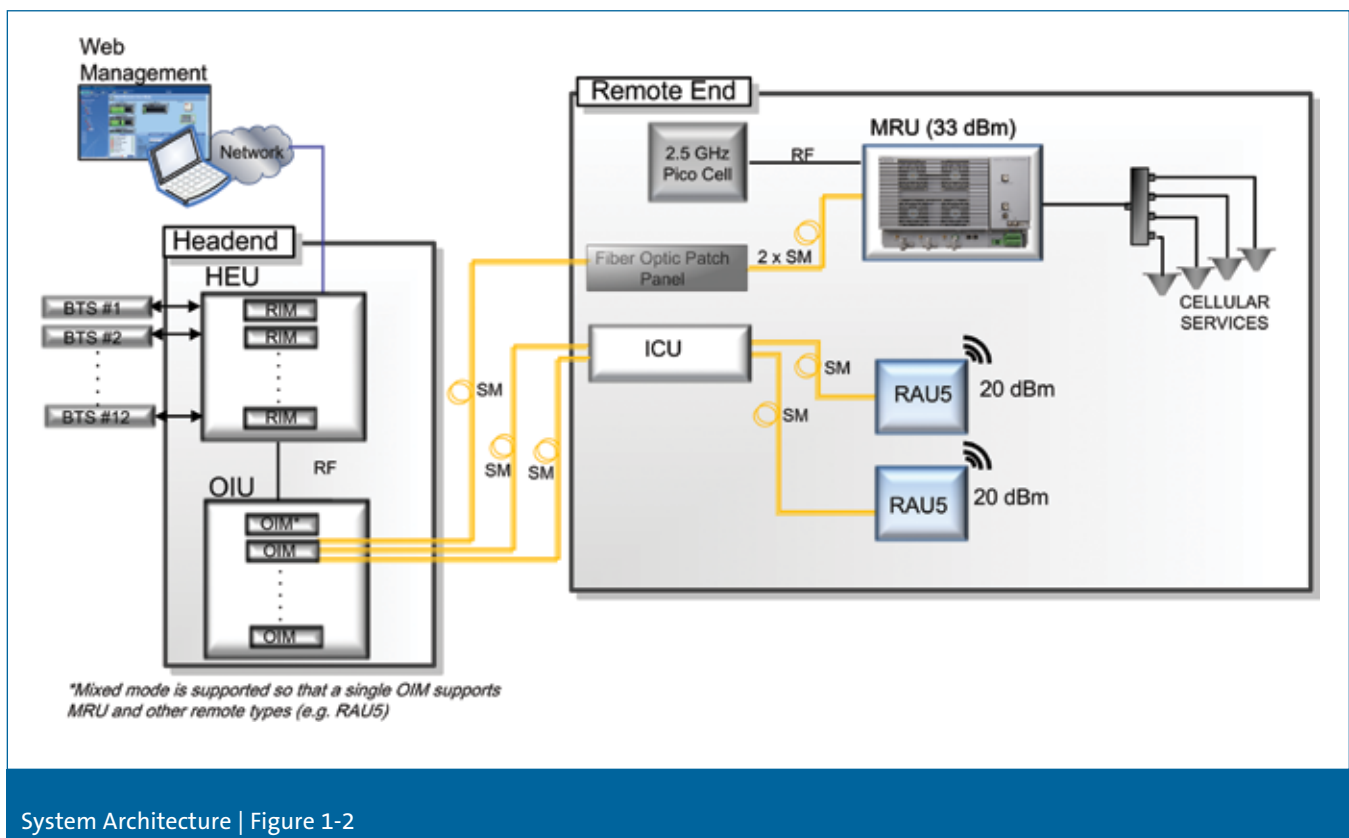 Web
Management
Network
Headend
HEU
BTS #1
RIM
BTS #2
RIM
BTS #12
RIM
RF
OIU
OIM*
OIM
OIM
SM
SM
SM
Remote End
2.5 GHz
Pico Cell
RF
MRU (33 dBm)
Fiber Optic Patch
Panel
2 x SM
CELLULAR
SERVICES
ICU
SM
SM
RAU5
20 dBm
RAU5
20 dBm
*Mixed mode is supported so that a single OIM supports
MRU and other remote types (e.g. RAU5)
System Architecture | Figure 1-2